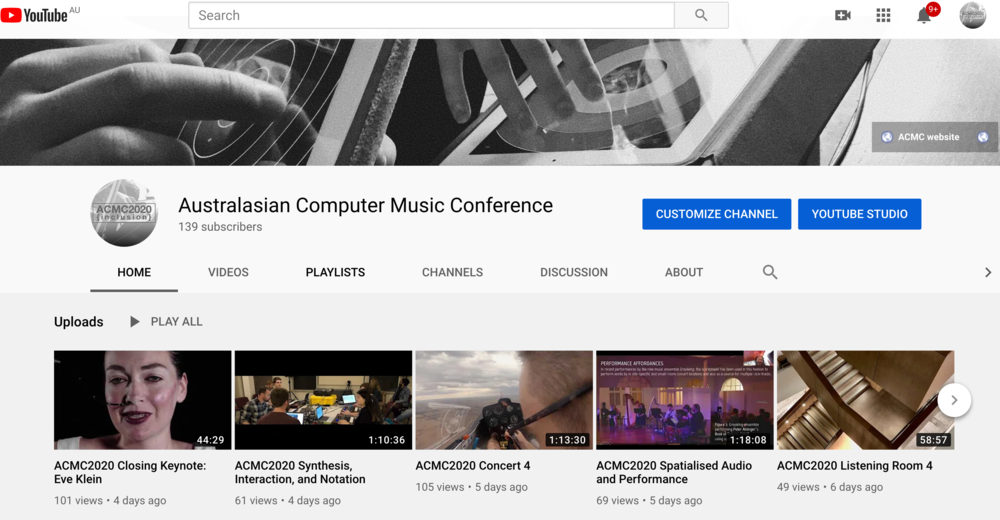 YouTube AU
Search
9+
ACMC website
ACMC2020
[inclusion]
Australasian Computer Music Conference
139 subscribers
CUSTOMIZE CHANNEL
YOUTUBE STUDIO
HOME
VIDEOS
PLAYLISTS
CHANNELS
DISCUSSION
ABOUT
Uploads
PLAY ALL
44:29
1:10:36
1:13:30
PERFORMANCE AFFORDANCES
1:18:08
58:57
ACMC2020 Closing Keynote:
Eve Klein
101 views • 4 days ago
ACMC2020 Synthesis,
Interaction, and Notation
61 views • 4 days ago
ACMC2020 Concert 4
105 views • 5 days ago
ACMC2020 Spatialised Audio
and Performance
69 views • 5 days ago
ACMC2020 Listening Room 4
49 views • 6 days ago